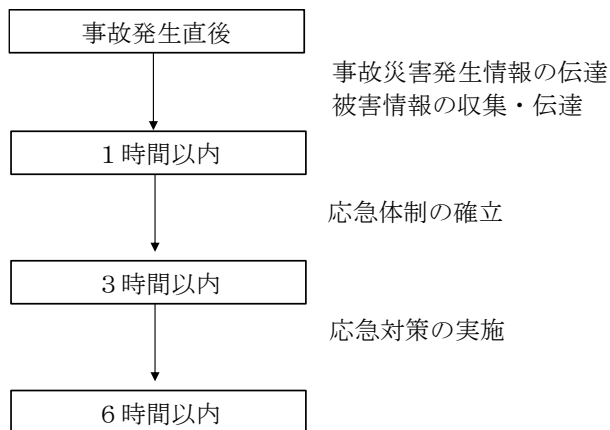 事故発生直後
事故災害発生情報の伝達
被害情報の収集・伝達
１時間以内
応急体制の確立
３時間以内
応急対策の実施
６時間以内